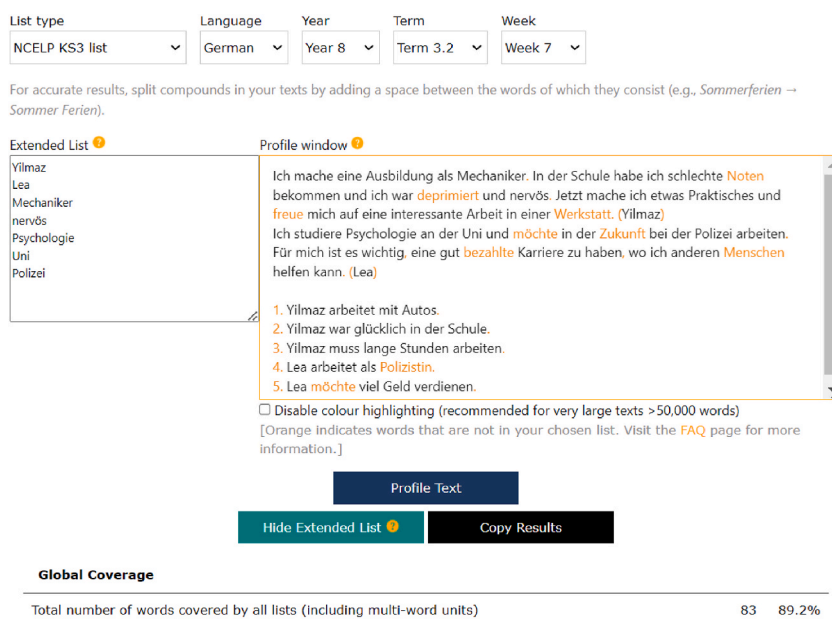 List type Language Year Term Week
NCELP KS3 list German Year 8 Term 3.2 Week 7
For accurate results, split compounds in your texts by adding a space between the words of which they consist (e.g., Sommerferien →
Sommer Ferien).
Extended List ? Profile window ?
Yilmaz
Lea
Mechaniker
nervös
Psychologie
Uni
Polizei
Ich mache eine Ausbildung als Mechaniker. In der Schule habe ich schlechte Noten
bekommen und ich war deprimiert und nervös. Jetzt mache ich etwas Praktisches und
freue mich auf eine interessante Arbeit in einer Werkstatt. (Yilmaz)
Ich studiere Psychologie an der Uni und möchte in der Zukunft bei der Polizei arbeiten.
Für mich ist es wichtig, eine gut bezahlte Karriere zu haben, wo ich anderen Menschen
helfen kann. (Lea)
1. Yilmaz arbeitet mit Autos.
2. Yilmaz war glücklich in der Schule.
3. Yilmaz muss lange Stunden arbeiten.
4. Lea arbeitet als Polizistin.
5. Lea möchte viel Geld verdienen.
Disable colour highlighting (recommended for very large texts >50,000 words)
[Orange indicates words that are not in your chosen list. Visit the FAQ page for more
information.]
Profile Text
Hide Extended List ? Copy Results
Global Coverage
Total number of words covered by all lists (including multi-word units) 83 89.2%